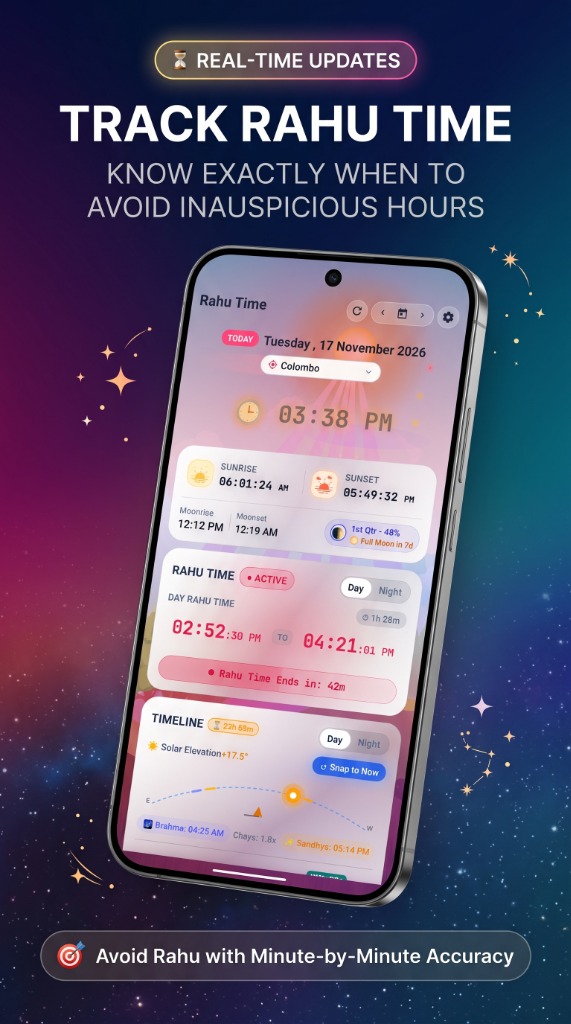 ⏳ REAL-TIME UPDATES
TRACK RAHU TIME
KNOW EXACTLY WHEN TO
AVOID INAUSPICIOUS HOURS
Rahu Time
TODAY Tuesday , 17 November 2026
Colombo
03:38 PM
SUNRISE
06:01:24 AM
SUNSET
05:49:32 PM
Moonrise
12:12 PM
Moonset
12:19 AM
1st Qtr - 48%
Full Moon in 7d
RAHU TIME ACTIVE
Day Night
DAY RAHU TIME
1h 28m
02:52:30 PM TO 04:21:01 PM
Rahu Time Ends in: 42m
TIMELINE
Day Night
Solar Elevation+17.5°
Snap to Now
E
W
Brahma: 04:25 AM
Chays: 1.8x
Sandhys: 05:14 PM
🎯 Avoid Rahu with Minute-by-Minute Accuracy